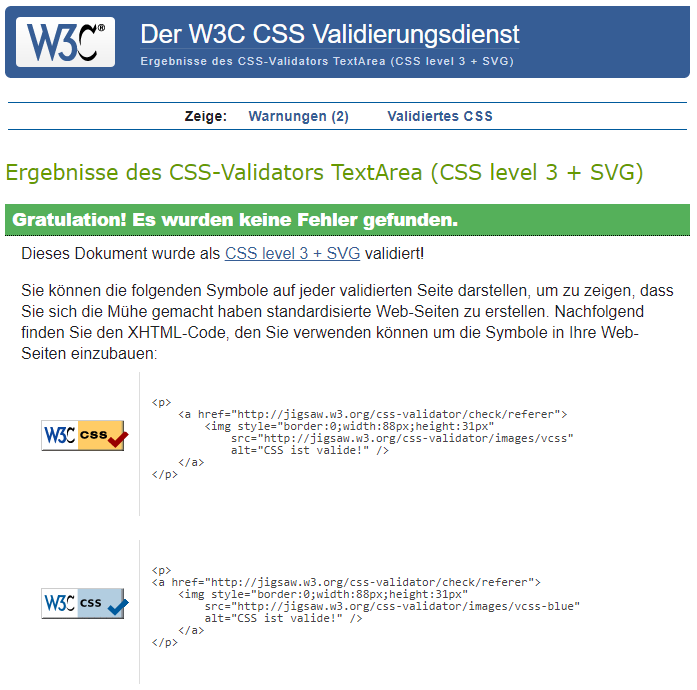 W3C®
Der W3C CSS Validierungsdienst
Ergebnisse des CSS-Validators TextArea (CSS level 3 + SVG)
Zeige: Warnungen (2) Validiertes CSS
Ergebnisse des CSS-Validators TextArea (CSS level 3 + SVG)
Gratulation! Es wurden keine Fehler gefunden.
Dieses Dokument wurde als CSS level 3 + SVG validiert!
Sie können die folgenden Symbole auf jeder validierten Seite darstellen, um zu zeigen, dass
Sie sich die Mühe gemacht haben standardisierte Web-Seiten zu erstellen. Nachfolgend
finden Sie den XHTML-Code, den Sie verwenden können um die Symbole in Ihre Web-
Seiten einzubauen:
W3C css
<p>
<a href="http://jigsaw.w3.org/css-validator/check/referer">
<img style="border:0;width:88px;height:31px"
src="http://jigsaw.w3.org/css-validator/images/vcss"
alt="CSS ist valide!" />
</a>
</p>
W3C css
<p>
<a href="http://jigsaw.w3.org/css-validator/check/referer">
<img style="border:0;width:88px;height:31px"
src="http://jigsaw.w3.org/css-validator/images/vcss-blue"
alt="CSS ist valide!" />
</a>
</p>